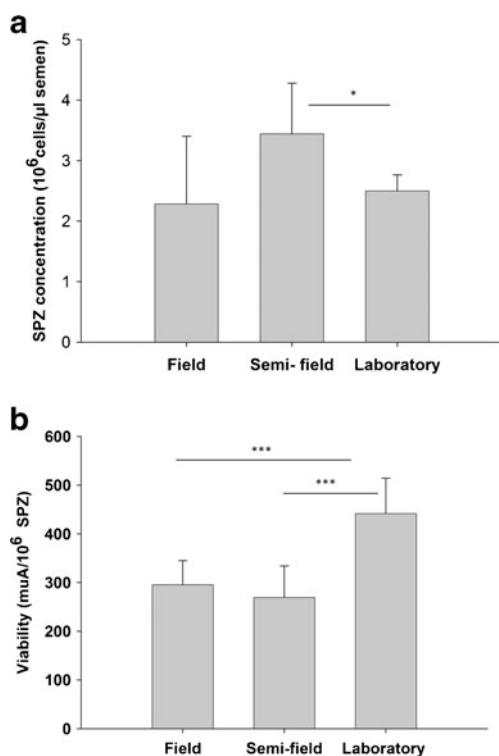 a
SPZ concentration (10⁶cells/µl semen)
5
4
3
2
1
0
*
Field Semi- field Laboratory
b
Viability (muA/10⁶ SPZ)
600
500
400
300
200
100
0
***
***
Field Semi-field Laboratory